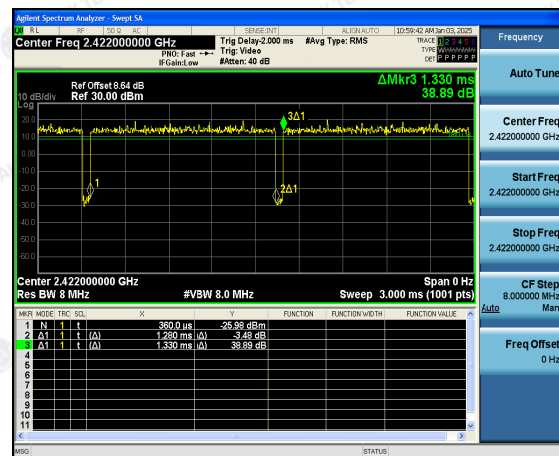 Agilent Spectrum Analyzer - Swept SA
RL RF 50 Ω AC SENSE:INT ALIGN AUTO 10:59:42 AM Jan 03, 2025
Center Freq 2.422000000 GHz
PNO: Fast
IFGain:Low
Trig Delay-2.000 ms
Trig: Video
#Atten: 40 dB
#Avg Type: RMS
TRACE 1 2 3 4 5 6
TYPE
DET P P P P P P
Frequency
Auto Tune
Center Freq
2.422000000 GHz
Start Freq
2.422000000 GHz
Stop Freq
2.422000000 GHz
CF Step
8.000000 MHz
Auto Man
Freq Offset
0 Hz
ΔMkr3 1.330 ms
38.89 dB
Ref Offset 8.64 dB
10 dB/div Ref 30.00 dBm
Log
20.0
10.0
0.00
-10.0
-20.0
-30.0
-40.0
-50.0
-60.0
3Δ1
1
2Δ1
Center 2.422000000 GHz Span 0 Hz
Res BW 8 MHz #VBW 8.0 MHz Sweep 3.000 ms (1001 pts)
MKR MODE TRC SCL X Y FUNCTION FUNCTION WIDTH FUNCTION VALUE
1 N 1 t 360.0 µs -25.98 dBm
2 Δ1 1 t (Δ) 1.280 ms (Δ) -3.48 dB
3 Δ1 1 t (Δ) 1.330 ms (Δ) 38.89 dB
4
5
6
7
8
9
10
11
MSG STATUS